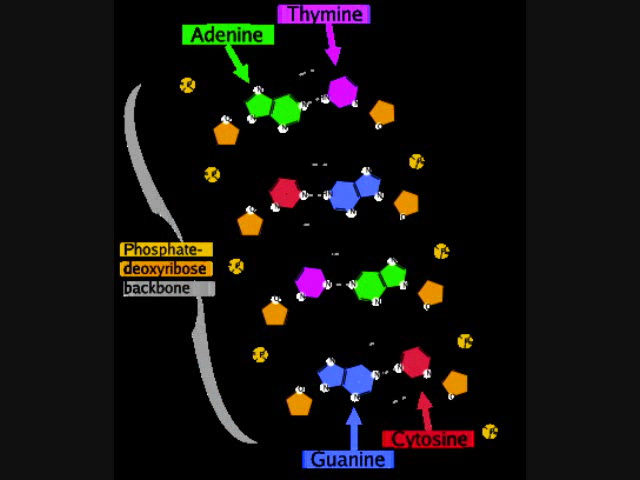 Thymine
Adenine
Phosphate-
deoxyribose
backbone
Cytosine
Guanine